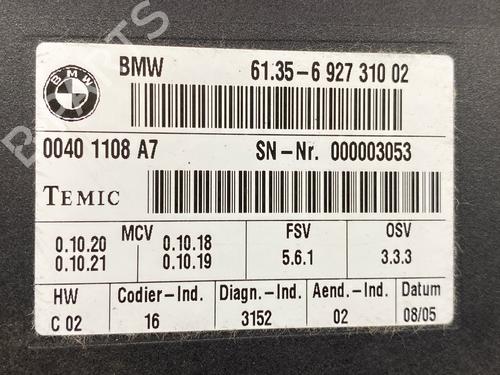 BMW
BMW 61.35-6 927 310 02
0040 1108 A7 SN-Nr. 000003053
TEMIC
MCV FSV OSV
0.10.20 0.10.18 5.6.1 3.3.3
0.10.21 0.10.19
HW Codier-Ind. Diagn.-Ind. Aend.-Ind. Datum
C 02 16 3152 02 08/05